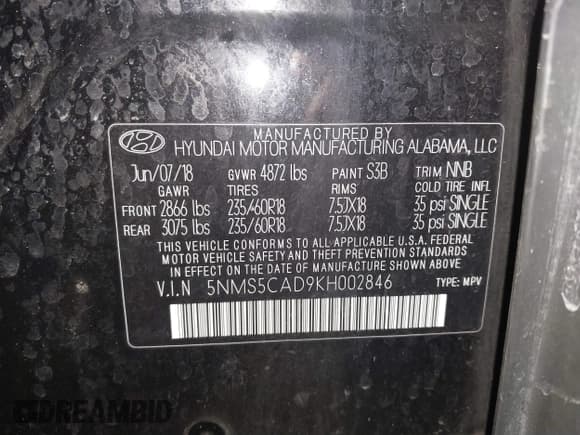 MANUFACTURED BY
HYUNDAI MOTOR MANUFACTURING ALABAMA, LLC
Jun/07/18 GVWR 4872 lbs PAINT S3B TRIM NNB
GAWR TIRES RIMS COLD TIRE INFL
FRONT 2866 lbs 235/60R18 7.5JX18 35 psi SINGLE
REAR 3075 lbs 235/60R18 7.5JX18 35 psi SINGLE
THIS VEHICLE CONFORMS TO ALL APPLICABLE U.S.A. FEDERAL
MOTOR VEHICLE SAFETY AND THEFT PREVENTION STANDARDS
IN EFFECT ON THE DATE OF MANUFACTURE SHOWN ABOVE
V.I.N 5NMS5CAD9KH002846 TYPE: MPV
DREAMBID